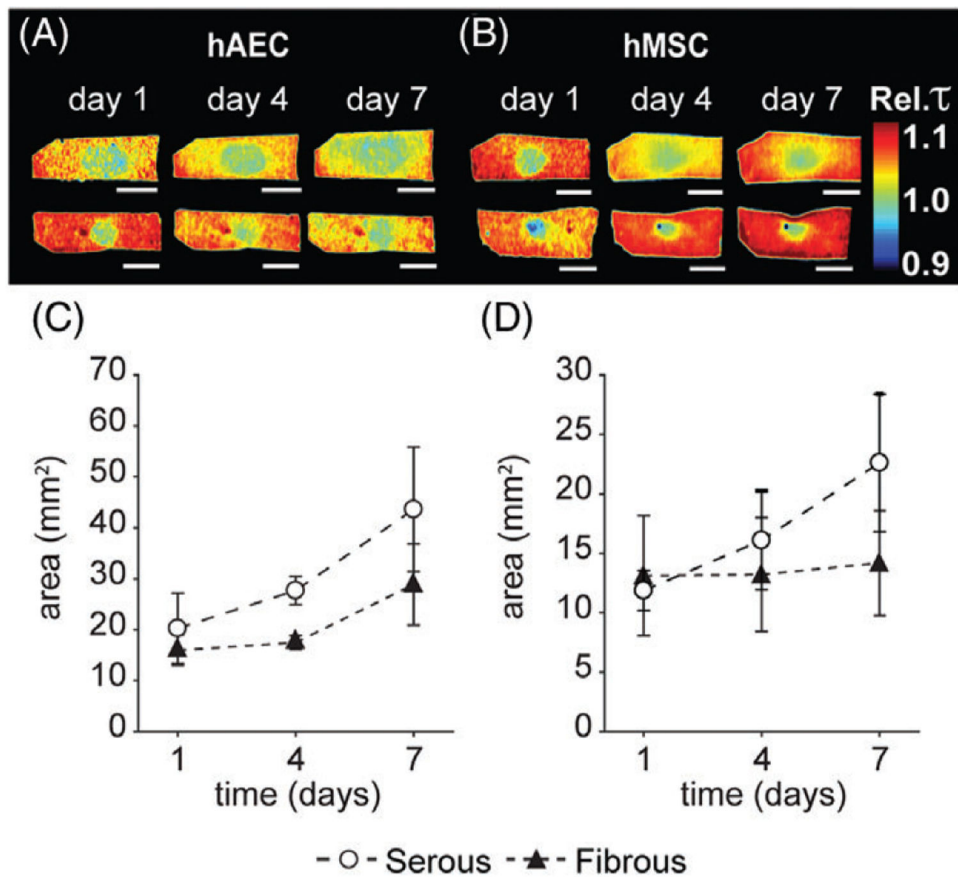 (A) hAEC
(B) hMSC
day 1 day 4 day 7
day 1 day 4 day 7
Rel.τ
1.1
1.0
0.9
(C)
70
60
50
40
30
20
10
0
area (mm²)
1 4 7
time (days)
(D)
30
25
20
15
10
5
0
area (mm²)
1 4 7
time (days)
Serous Fibrous